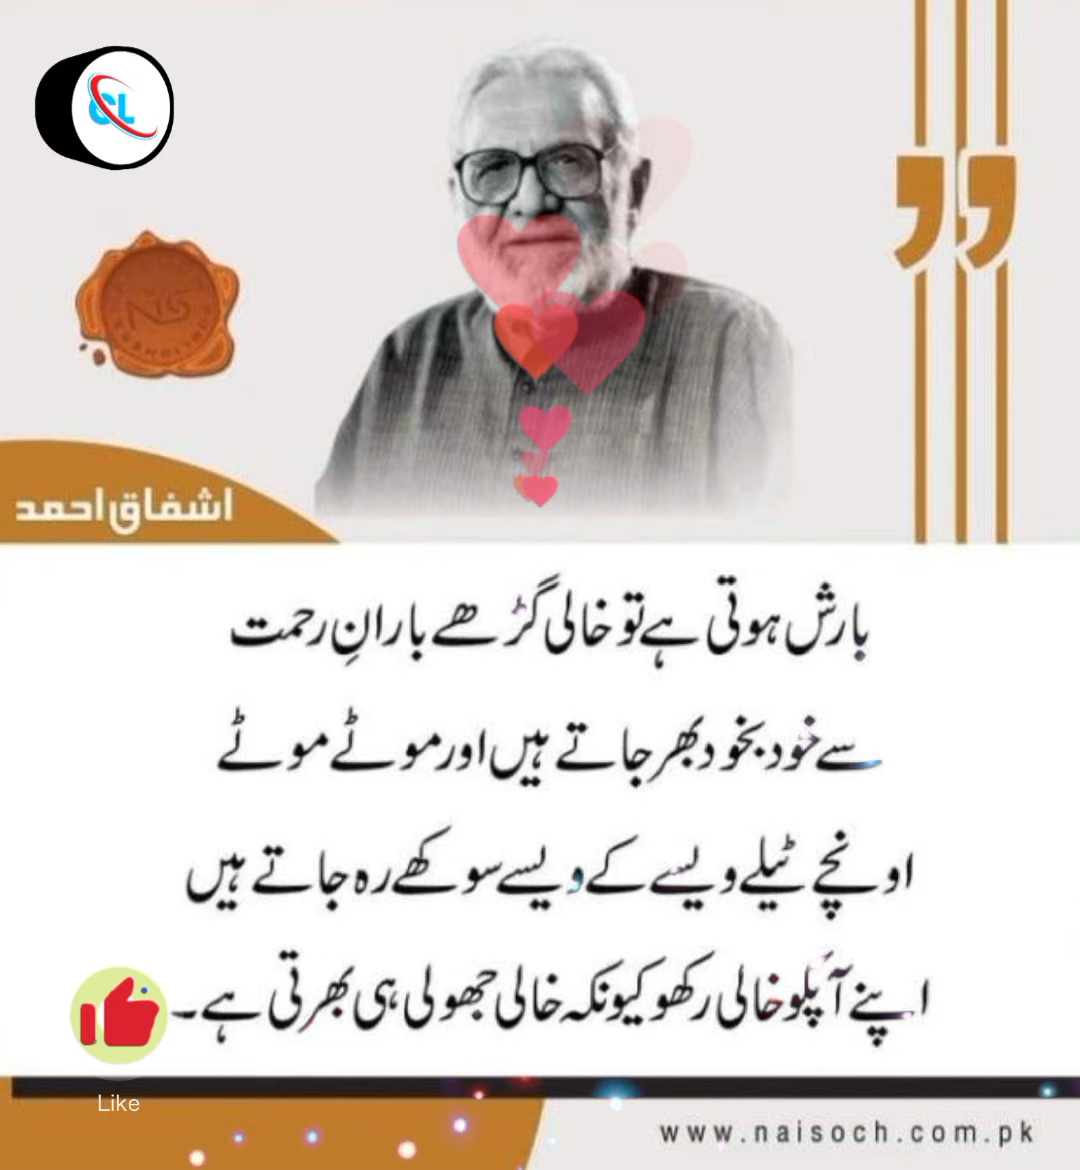 CL
NIS
اشفاق احمد
بارش ہوتی ہے تو خالی گڑھے بارانِ رحمت
سے خود بخود بھر جاتے ہیں اور موٹے موٹے
اونچے ٹیلے ویسے کے ویسے سوکھے رہ جاتے ہیں
اپنے آپکو خالی رکھو کیونکہ خالی جھولی ہی بھرتی ہے۔
Like
www.naisoch.com.pk